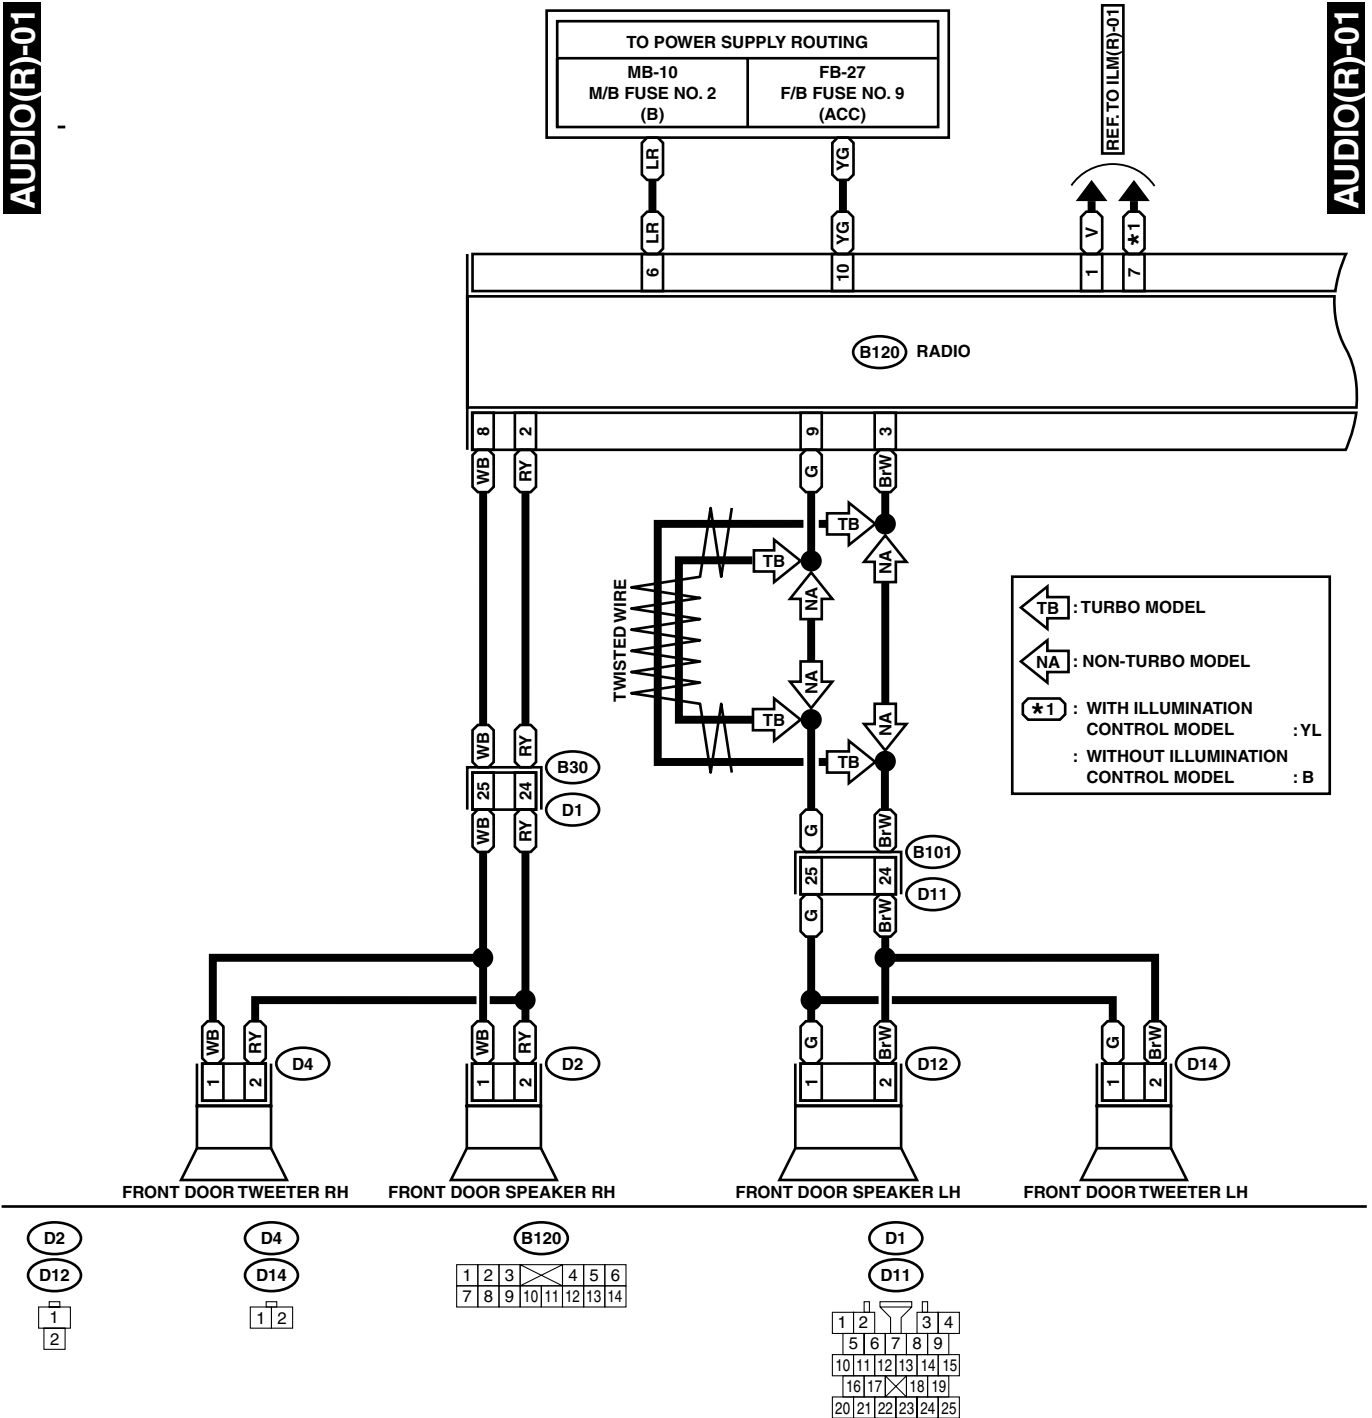 AUDIO(R)-01
AUDIO(R)-01
-
TO POWER SUPPLY ROUTING
MB-10
M/B FUSE NO. 2
(B)
FB-27
F/B FUSE NO. 9
(ACC)
REF. TO ILM(R)-01
LR
YG
LR
YG
V
*1
6
10
1
7
B120 RADIO
8
2
9
3
WB
RY
G
BrW
TB
TB
NA
NA
TWISTED WIRE
NA
NA
TB
TB
TB : TURBO MODEL
NA : NON-TURBO MODEL
*1 : WITH ILLUMINATION
CONTROL MODEL : YL
: WITHOUT ILLUMINATION
CONTROL MODEL : B
WB
RY
B30
25
24
D1
WB
RY
G
BrW
B101
25
24
D11
G
BrW
WB
RY
WB
RY
G
BrW
G
BrW
1
2
D4
1
2
D2
1
2
D12
1
2
D14
FRONT DOOR TWEETER RH
FRONT DOOR SPEAKER RH
FRONT DOOR SPEAKER LH
FRONT DOOR TWEETER LH
D2
D12
1
2
D4
D14
1 2
B120
1 2 3 4 5 6
7 8 9 10 11 12 13 14
D1
D11
1 2 3 4
5 6 7 8 9
10 11 12 13 14 15
16 17 18 19
20 21 22 23 24 25